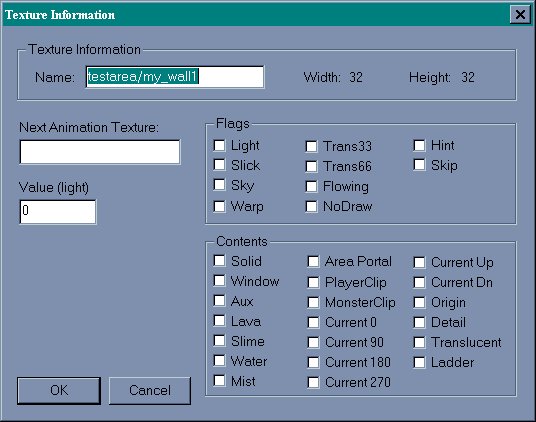 Texture Information
Texture Information
Name: testarea/my_wall1 Width: 32 Height: 32
Next Animation Texture:
Value (light)
0
Flags
Light Trans33 Hint
Slick Trans66 Skip
Sky Flowing
Warp NoDraw
Contents
Solid Area Portal Current Up
Window PlayerClip Current Dn
Aux MonsterClip Origin
Lava Current 0 Detail
Slime Current 90 Translucent
Water Current 180 Ladder
Mist Current 270
OK Cancel